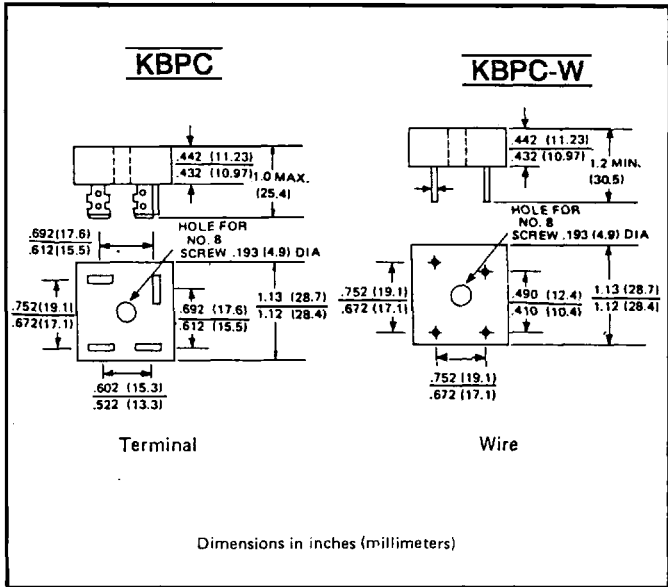 KBPC
KBPC-W
.442 (11.23)
.432 (10.97)
1.0 MAX.
(25.4)
.442 (11.23)
.432 (10.97)
1.2 MIN.
(30.5)
.692(17.6)
.612(15.5)
HOLE FOR
NO. 8
SCREW .193 (4.9) DIA
HOLE FOR
NO. 8
SCREW .193 (4.9) DIA
.752(19.1)
.672(17.1)
.692 (17.6)
.612 (15.5)
1.13 (28.7)
1.12 (28.4)
.752 (19.1)
.672 (17.1)
.490 (12.4)
.410 (10.4)
1.13 (28.7)
1.12 (28.4)
.602 (15.3)
.522 (13.3)
.752 (19.1)
.672 (17.1)
Terminal
Wire
Dimensions in inches (millimeters)